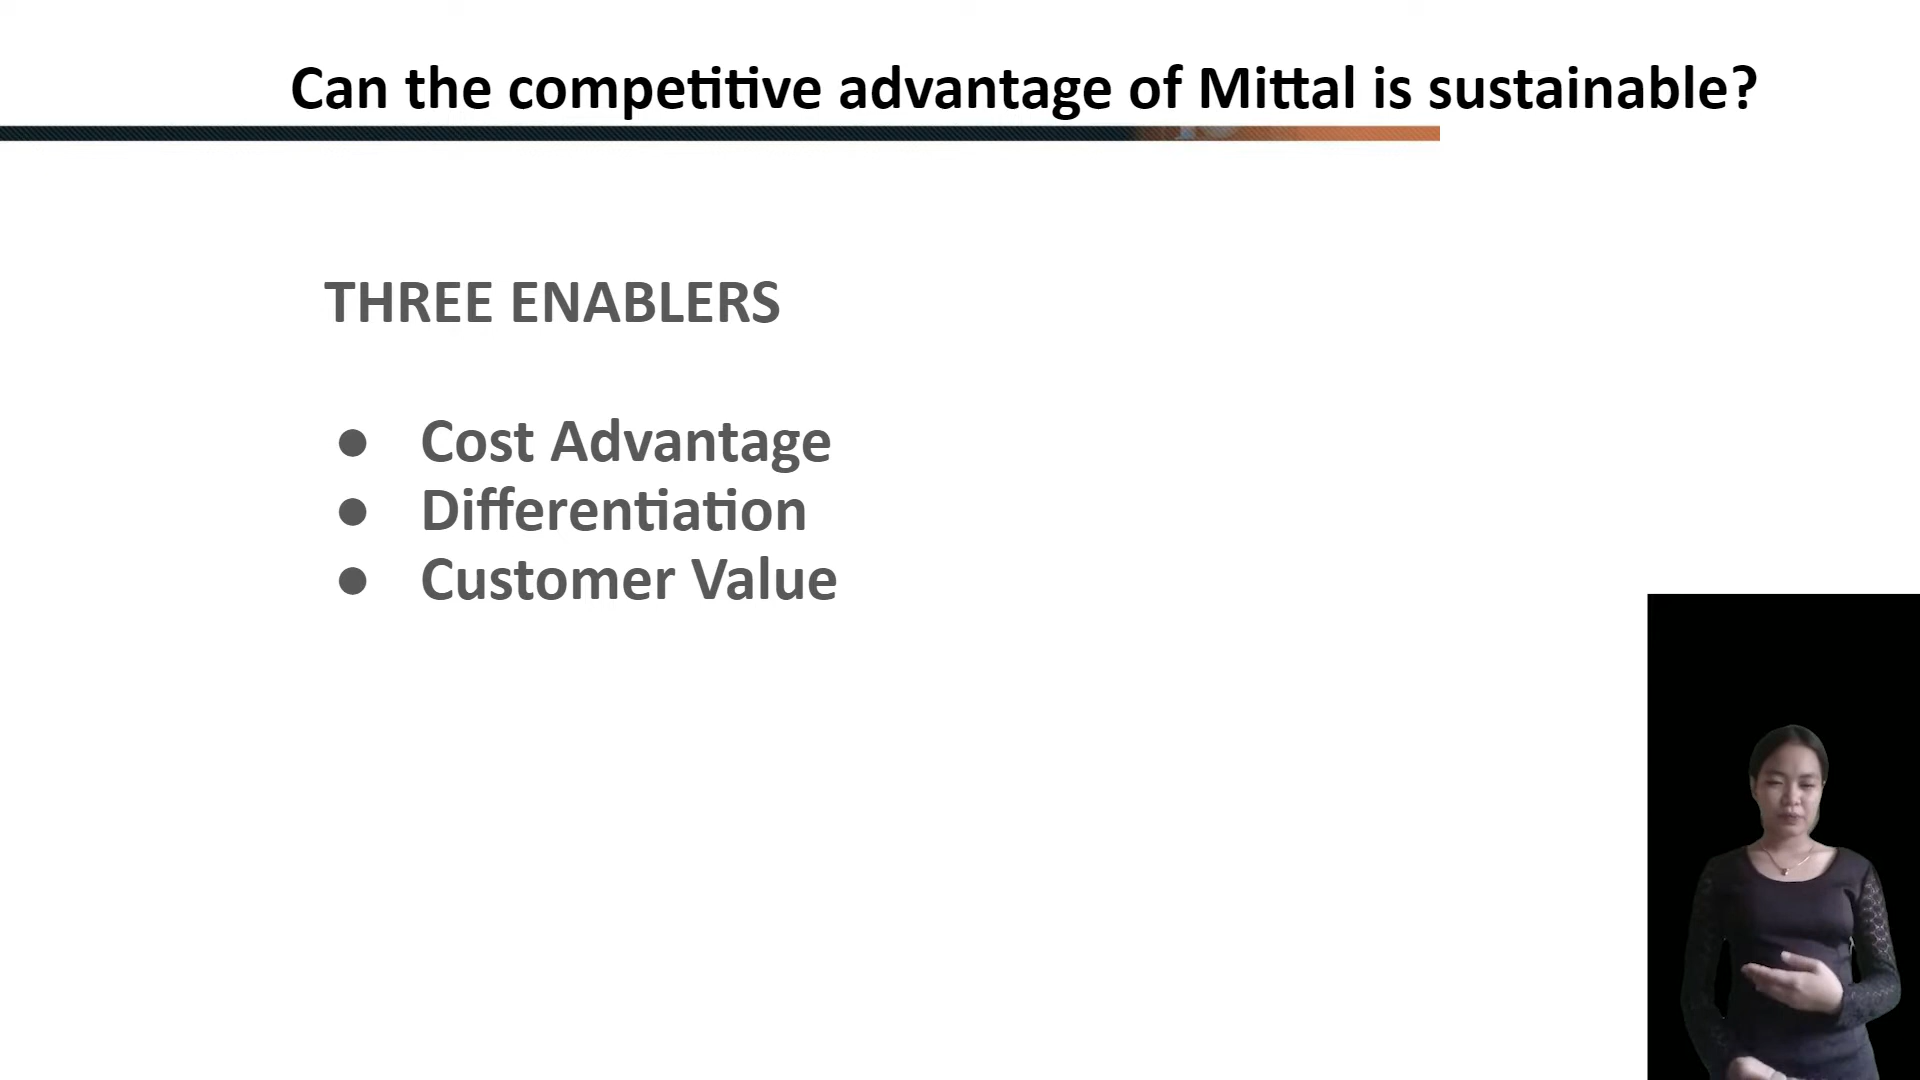 Can the competitive advantage of Mittal is sustainable?
THREE ENABLERS
● Cost Advantage
● Differentiation
● Customer Value